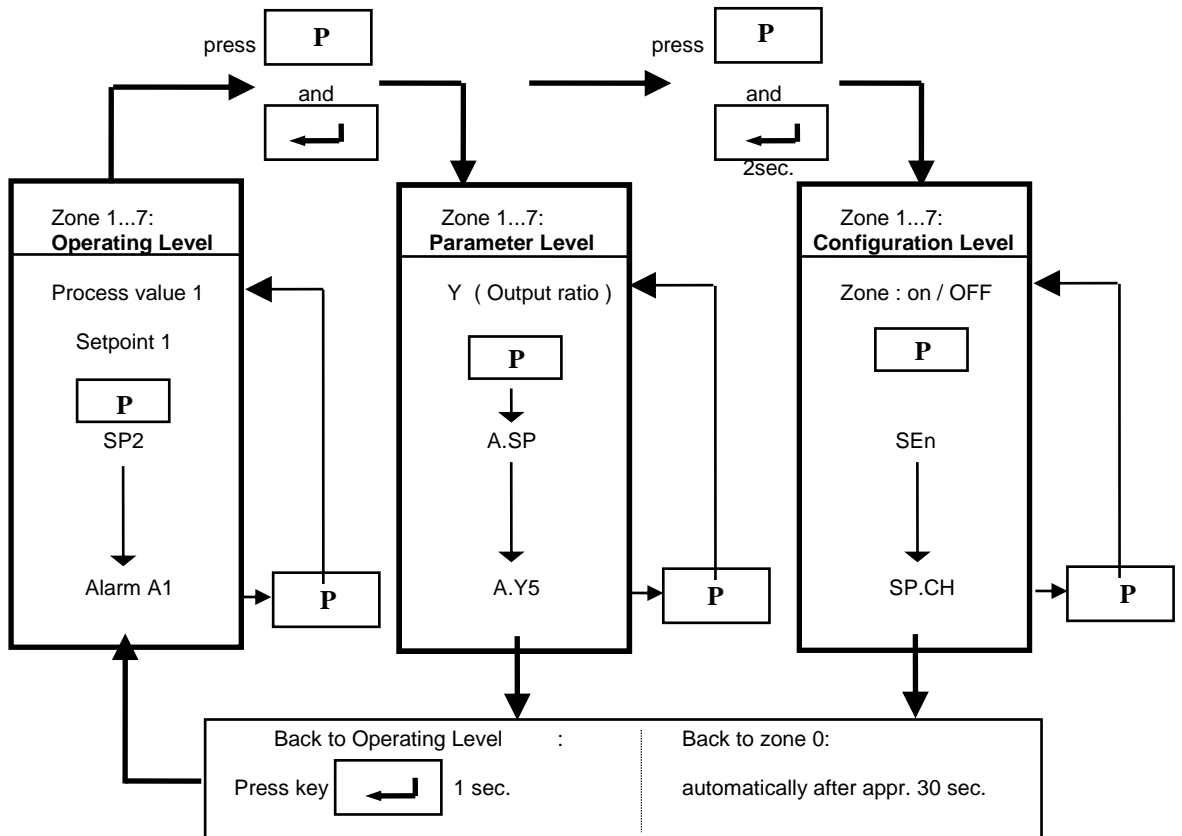 press P
and
press P
and
2sec.
Zone 1...7:
Operating Level
Process value 1
Setpoint 1
P
SP2
Alarm A1
P
Zone 1...7:
Parameter Level
Y ( Output ratio )
P
A.SP
A.Y5
P
Zone 1...7:
Configuration Level
Zone : on / OFF
P
SEn
SP.CH
P
Back to Operating Level :
Press key 1 sec.
Back to zone 0:
automatically after appr. 30 sec.